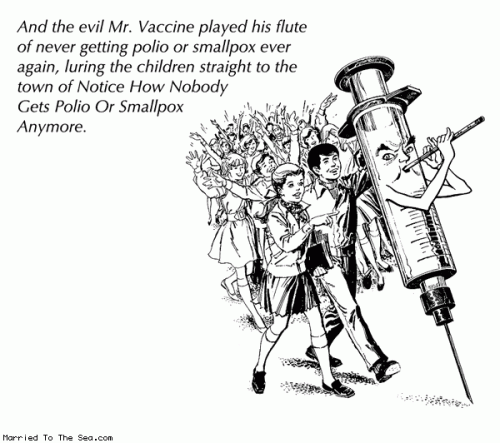 And the evil Mr. Vaccine played his flute
of never getting polio or smallpox ever
again, luring the children straight to the
town of Notice How Nobody
Gets Polio Or Smallpox
Anymore.
Married To The Sea.com